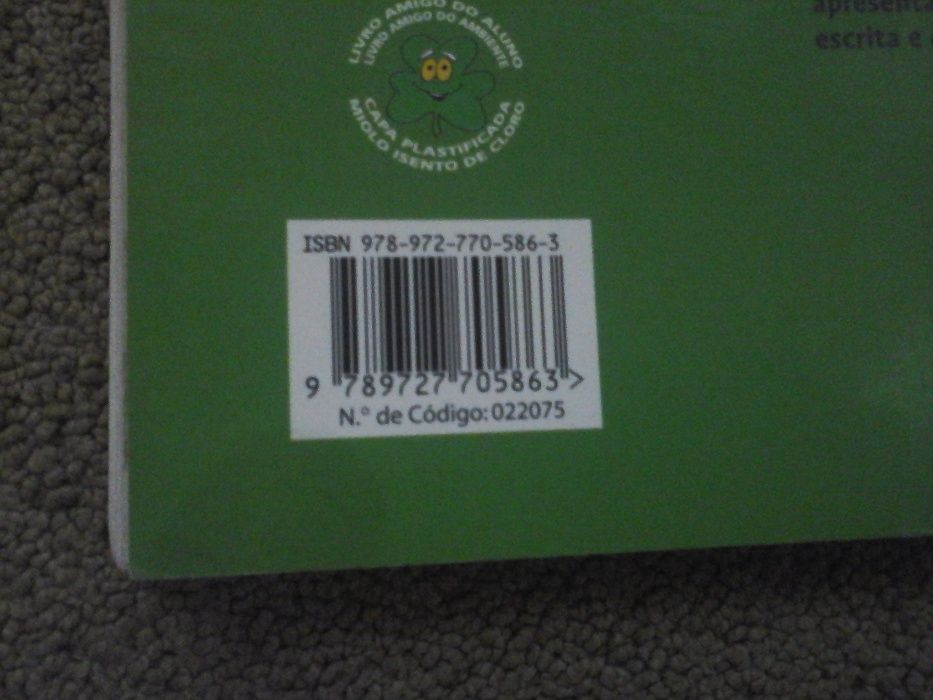 LIVRO AMIGO DO ALUNO
LIVRO AMIGO DO AMBIENTE
CAPA PLASTIFICADA
MIOLO ISENTO DE CLORO
escrita e
ISBN 978-972-770-586-3
9 789727 705863 >
N.º de Código: 022075